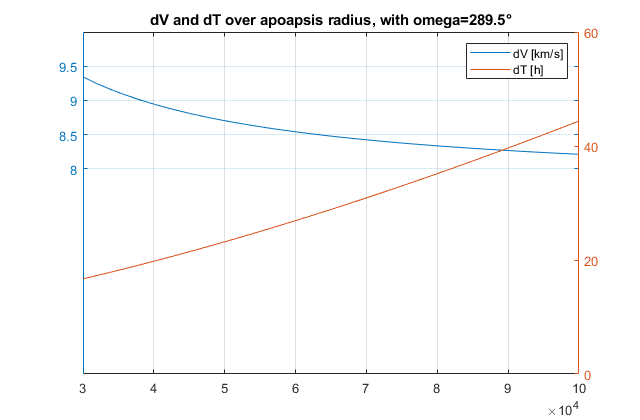 dV and dT over apoapsis radius, with omega=289.5°
dV [km/s]
dT [h]
9.5
9
8.5
8
60
40
20
0
3 4 5 6 7 8 9 10
×10⁴